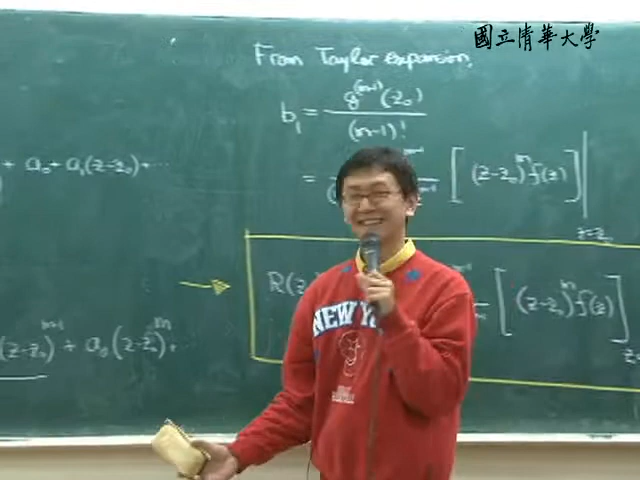 國立清華大學
From Taylor expansion,
b₁ = g⁽ᵐ⁻¹⁾(z₀) / (m-1)!
+ a₀ + a₁(z-z₀) + ...
= [(z-z₀)ᵐ f(z)] | z=z₀
R(z [(z-z₀)ᵐ f(z)]
(z-z₀)ᵐ⁻¹ + a₀(z-z₀)ᵐ ...
NEW Y